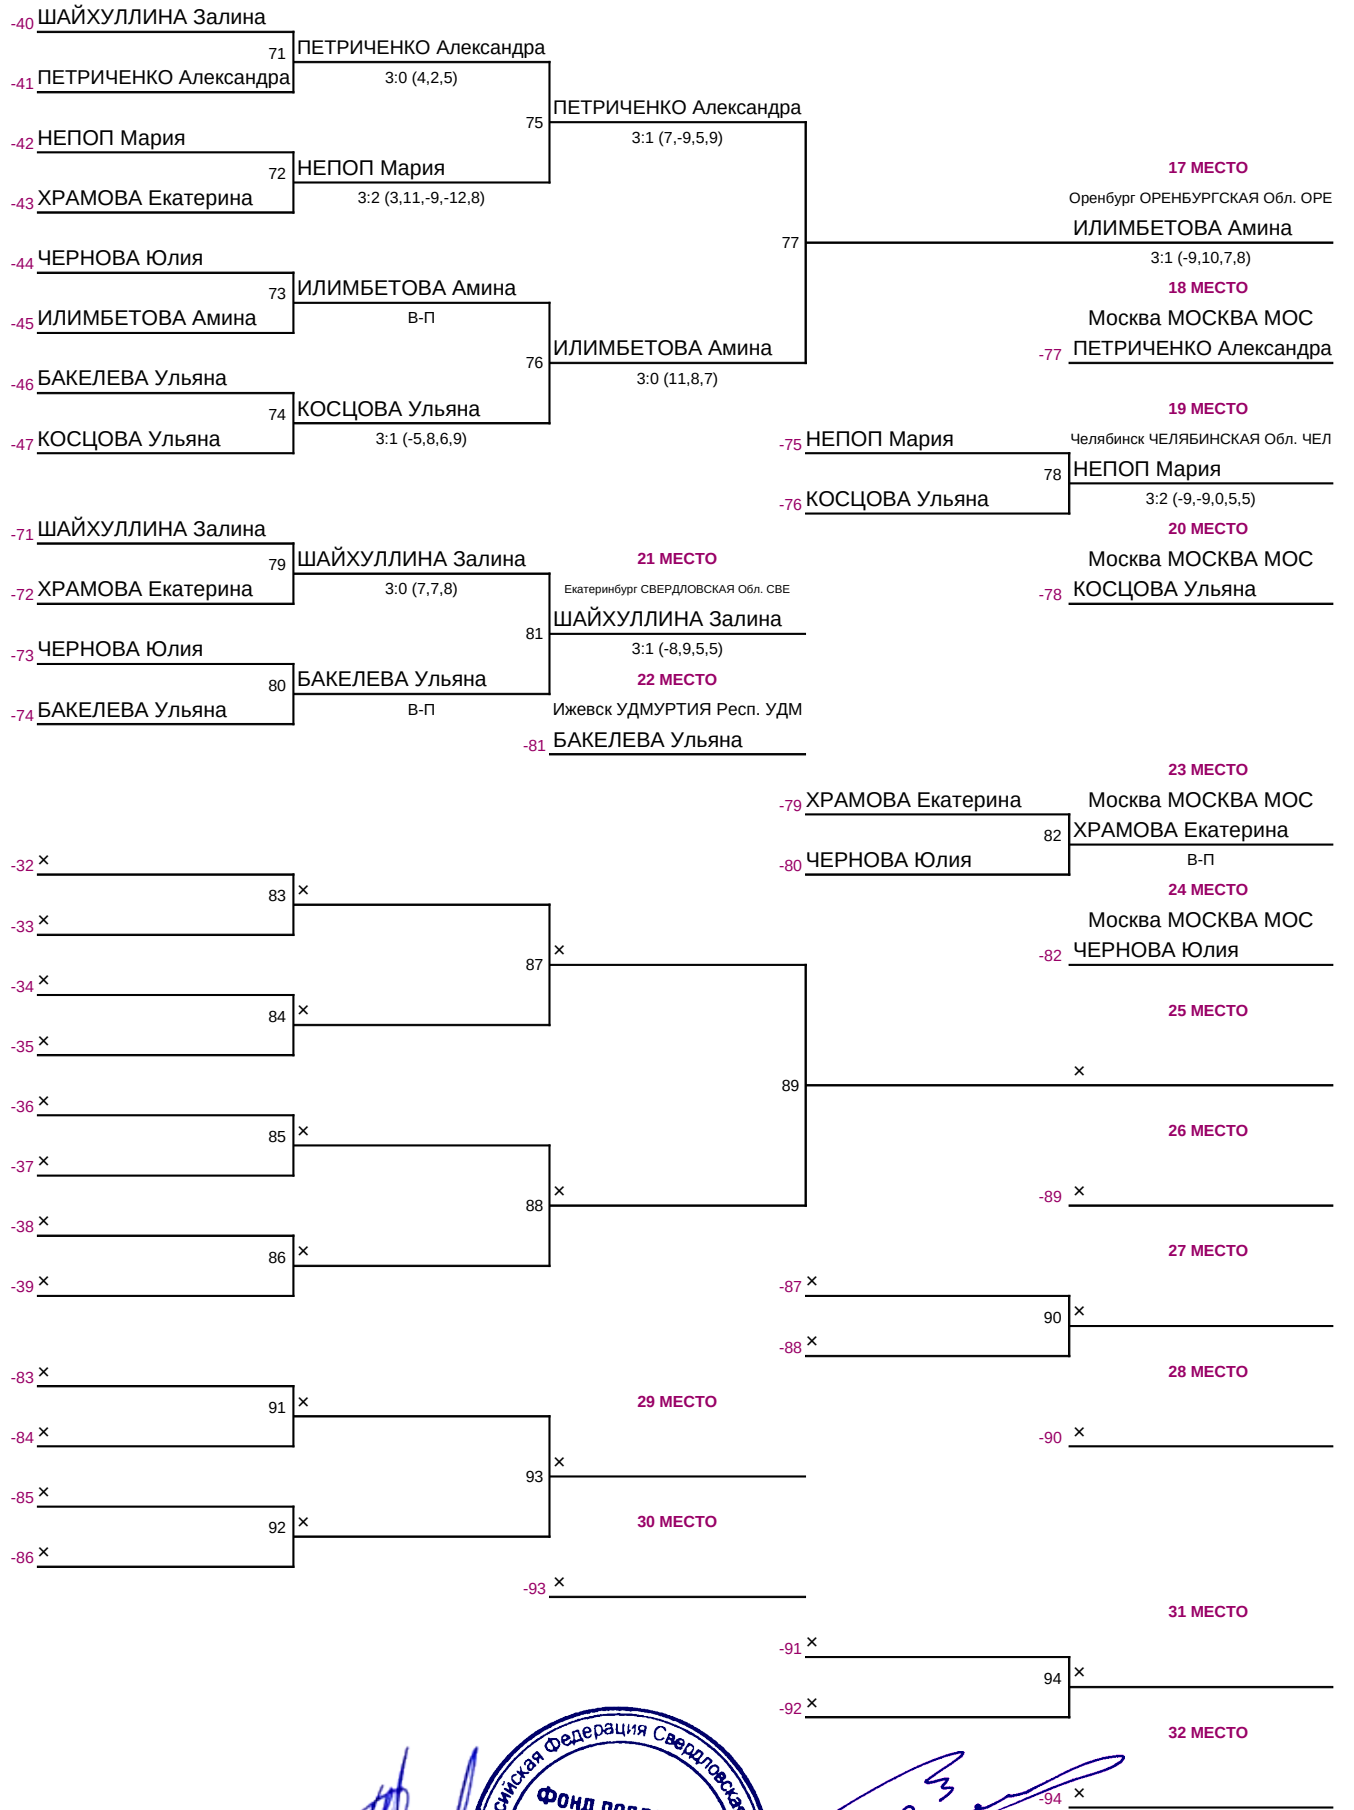 -40 ШАЙХУЛЛИНА Залина
71 ПЕТРИЧЕНКО Александра
-41 ПЕТРИЧЕНКО Александра
3:0 (4,2,5)
75 ПЕТРИЧЕНКО Александра
3:1 (7,-9,5,9)
-42 НЕПОП Мария
72 НЕПОП Мария
-43 ХРАМОВА Екатерина
3:2 (3,11,-9,-12,8)
17 МЕСТО
Оренбург ОРЕНБУРГСКАЯ Обл. ОРЕ
77 ИЛИМБЕТОВА Амина
3:1 (-9,10,7,8)
-44 ЧЕРНОВА Юлия
73 ИЛИМБЕТОВА Амина
-45 ИЛИМБЕТОВА Амина
В-П
18 МЕСТО
Москва МОСКВА МОС
-77 ПЕТРИЧЕНКО Александра
76 ИЛИМБЕТОВА Амина
3:0 (11,8,7)
-46 БАКЕЛЕВА Ульяна
74 КОСЦОВА Ульяна
-47 КОСЦОВА Ульяна
3:1 (-5,8,6,9)
19 МЕСТО
-75 НЕПОП Мария
Челябинск ЧЕЛЯБИНСКАЯ Обл. ЧЕЛ
78 НЕПОП Мария
-76 КОСЦОВА Ульяна
3:2 (-9,-9,0,5,5)
20 МЕСТО
Москва МОСКВА МОС
-78 КОСЦОВА Ульяна
-71 ШАЙХУЛЛИНА Залина
79 ШАЙХУЛЛИНА Залина
-72 ХРАМОВА Екатерина
3:0 (7,7,8)
21 МЕСТО
Екатеринбург СВЕРДЛОВСКАЯ Обл. СВЕ
81 ШАЙХУЛЛИНА Залина
3:1 (-8,9,5,5)
-73 ЧЕРНОВА Юлия
80 БАКЕЛЕВА Ульяна
-74 БАКЕЛЕВА Ульяна
В-П
22 МЕСТО
Ижевск УДМУРТИЯ Респ. УДМ
-81 БАКЕЛЕВА Ульяна
23 МЕСТО
-79 ХРАМОВА Екатерина
Москва МОСКВА МОС
82 ХРАМОВА Екатерина
-80 ЧЕРНОВА Юлия
В-П
24 МЕСТО
Москва МОСКВА МОС
-82 ЧЕРНОВА Юлия
-32 ×
83 ×
-33 ×
87 ×
-34 ×
84 ×
-35 ×
25 МЕСТО
89 ×
-36 ×
85 ×
-37 ×
26 МЕСТО
88 ×
-89 ×
-38 ×
86 ×
-39 ×
27 МЕСТО
-87 ×
90 ×
-88 ×
28 МЕСТО
-90 ×
-83 ×
91 ×
-84 ×
29 МЕСТО
93 ×
-85 ×
92 ×
-86 ×
30 МЕСТО
-93 ×
31 МЕСТО
-91 ×
94 ×
-92 ×
32 МЕСТО
-94 ×
Федерация
Фонд